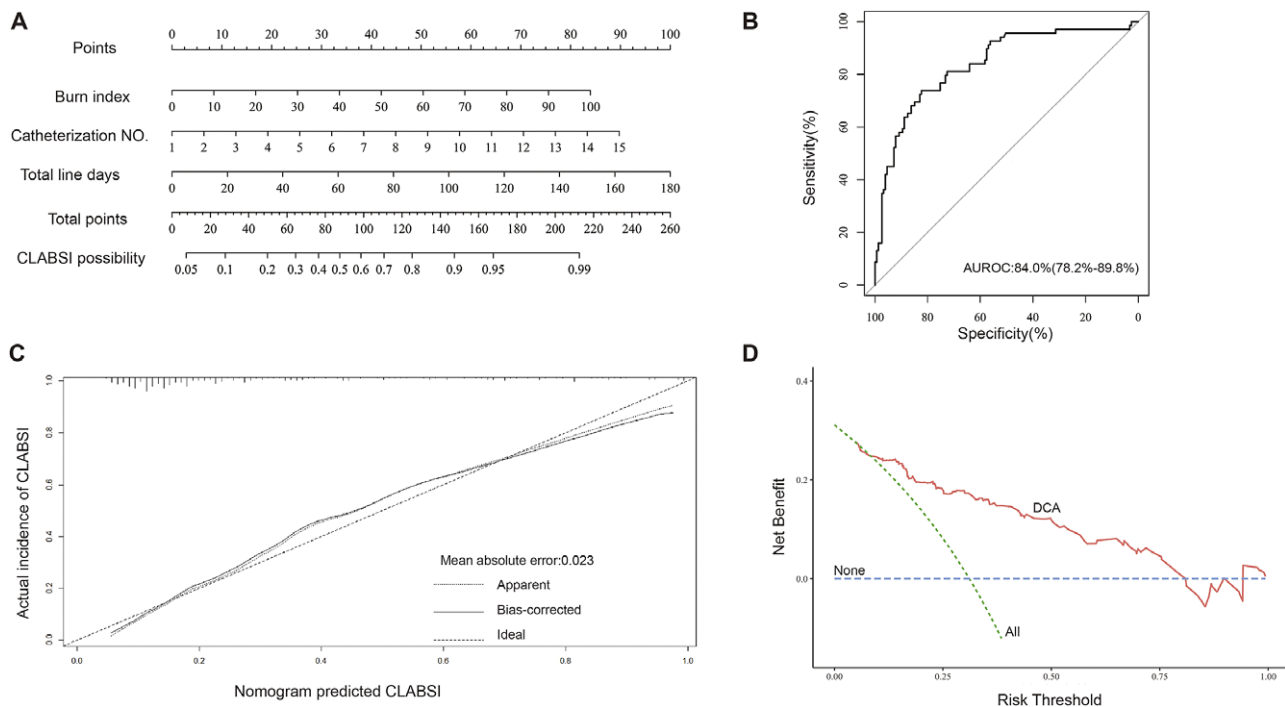 A
Points
0 10 20 30 40 50 60 70 80 90 100
Burn index
0 10 20 30 40 50 60 70 80 90 100
Catheterization NO.
1 2 3 4 5 6 7 8 9 10 11 12 13 14 15
Total line days
0 20 40 60 80 100 120 140 160 180
Total points
0 20 40 60 80 100 120 140 160 180 200 220 240 260
CLABSI possibility
0.05 0.1 0.2 0.3 0.4 0.5 0.6 0.7 0.8 0.9 0.95 0.99
B
Sensitivity(%)
100
80
60
40
20
0
AUROC:84.0%(78.2%-89.8%)
100 80 60 40 20 0
Specificity(%)
C
Actual incidence of CLABSI
1.0
0.8
0.6
0.4
0.2
0.0
Mean absolute error:0.023
Apparent
Bias-corrected
Ideal
0.0 0.2 0.4 0.6 0.8 1.0
Nomogram predicted CLABSI
D
Net Benefit
0.4
0.2
0.0
DCA
None
All
0.00 0.25 0.50 0.75 1.00
Risk Threshold